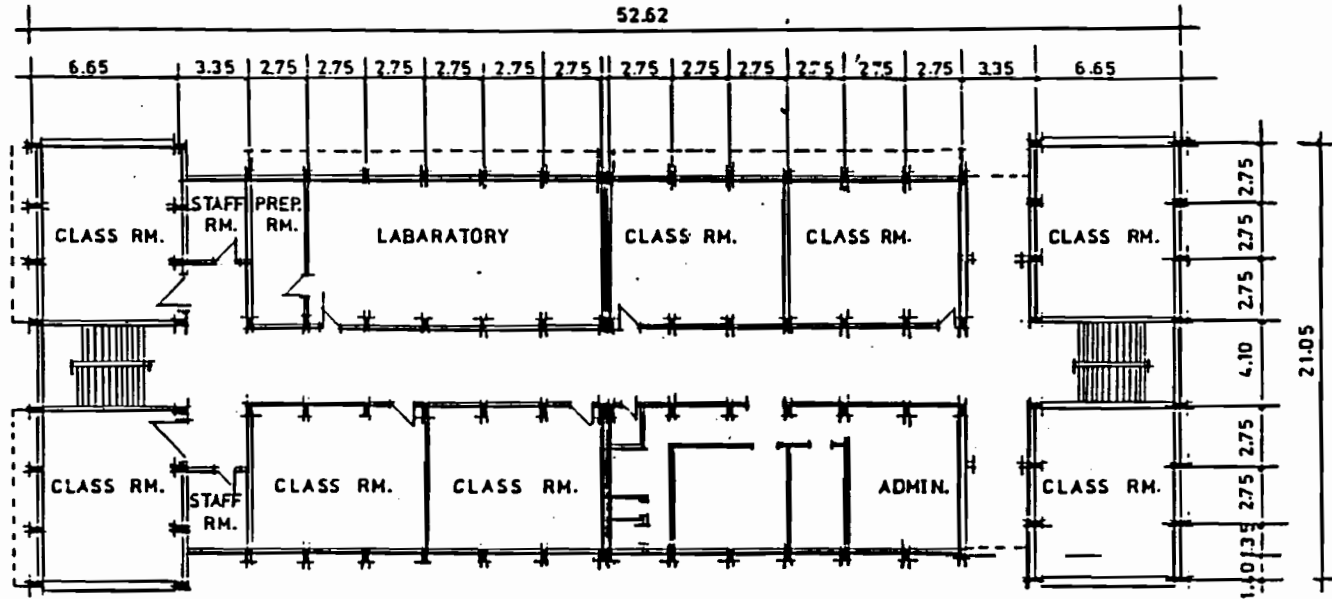 52.62
6.65 3.35 2.75 2.75 2.75 2.75 2.75 2.75 2.75 2.75 2.75 2.75 2.75 3.35 6.65
STAFF RM.
PREP. RM.
CLASS RM.
LABARATORY
CLASS RM.
CLASS RM.
CLASS RM.
2.75
2.75
2.75
4.10
21.05
2.75
2.75
CLASS RM.
STAFF RM.
CLASS RM.
CLASS RM.
ADMIN.
CLASS RM.